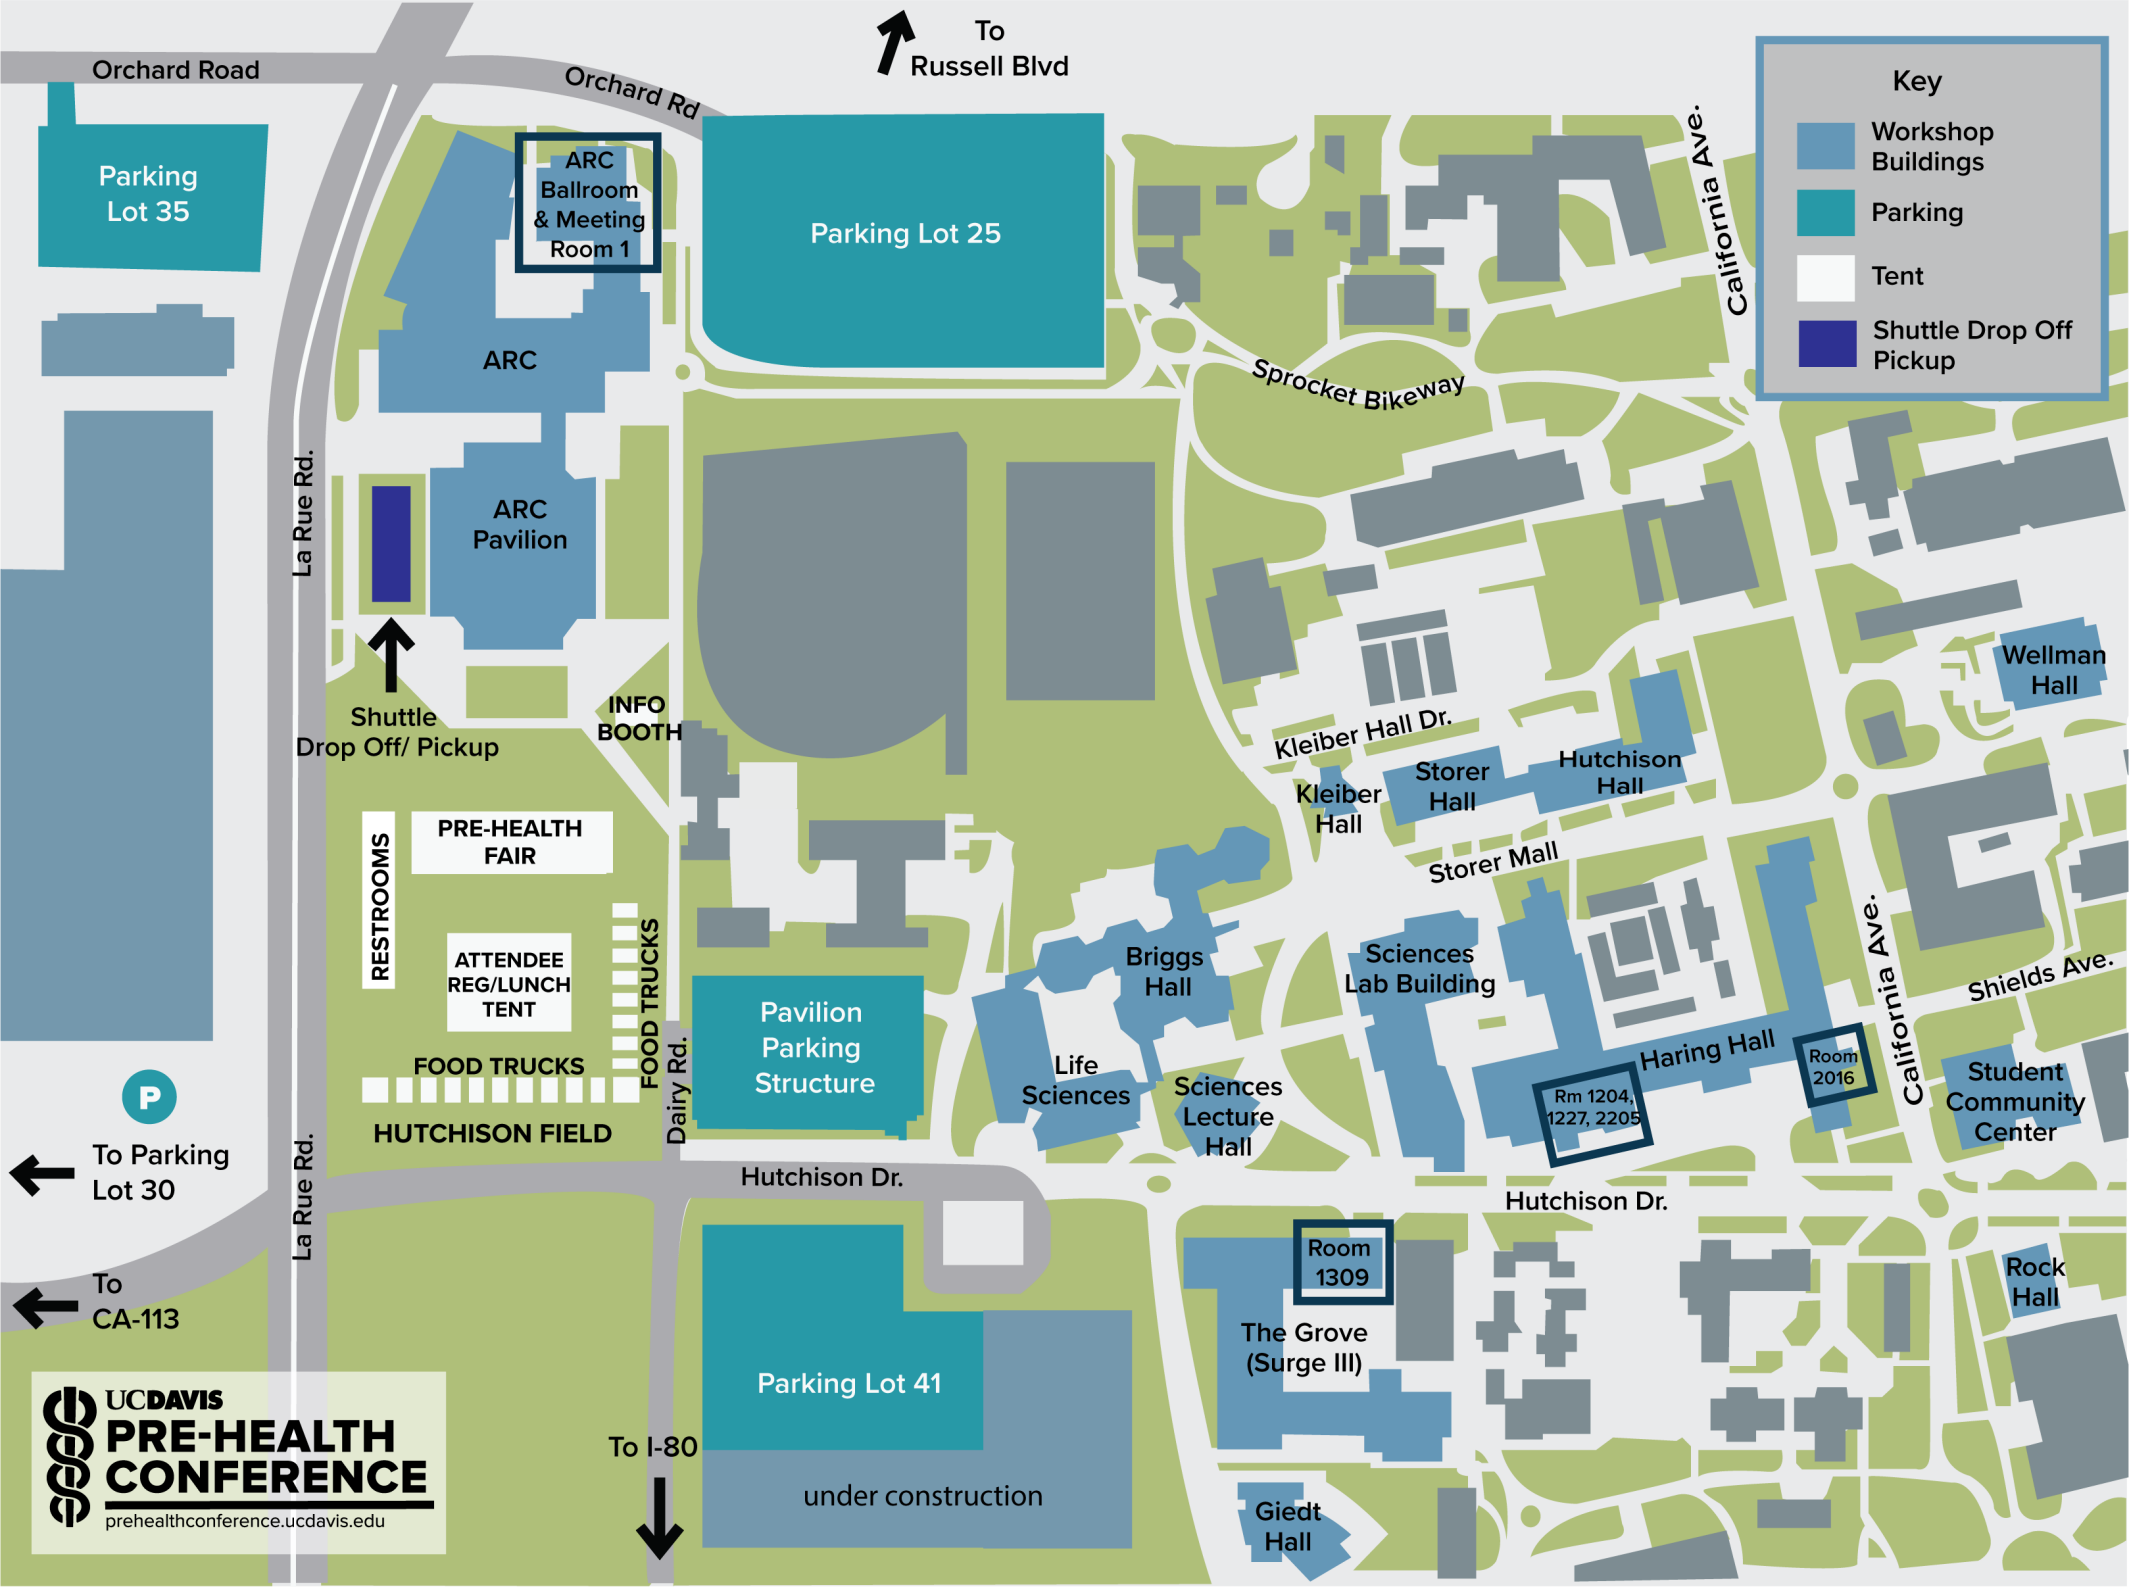 Orchard Road
Orchard Rd
To
Russell Blvd
California Ave.
Key
Workshop
Buildings
Parking
Tent
Shuttle Drop Off
Pickup
Parking
Lot 35
ARC
Ballroom
& Meeting
Room 1
Parking Lot 25
ARC
Sprocket Bikeway
La Rue Rd.
ARC
Pavilion
Shuttle
Drop Off/ Pickup
INFO
BOOTH
Wellman
Hall
Kleiber Hall Dr.
Storer
Hall
Hutchison
Hall
Kleiber
Hall
Storer Mall
RESTROOMS
PRE-HEALTH
FAIR
ATTENDEE
REG/LUNCH
TENT
FOOD TRUCKS
FOOD TRUCKS
HUTCHISON FIELD
Dairy Rd.
Pavilion
Parking
Structure
Briggs
Hall
Life
Sciences
Sciences
Lecture
Hall
Sciences
Lab Building
Haring Hall
Rm 1204,
1227, 2205
Room
2016
California Ave.
Shields Ave.
Student
Community
Center
P
To Parking
Lot 30
La Rue Rd.
Hutchison Dr.
Hutchison Dr.
To
CA-113
Room
1309
The Grove
(Surge III)
Rock
Hall
Parking Lot 41
under construction
To I-80
Giedt
Hall
UCDAVIS
PRE-HEALTH
CONFERENCE
prehealthconference.ucdavis.edu